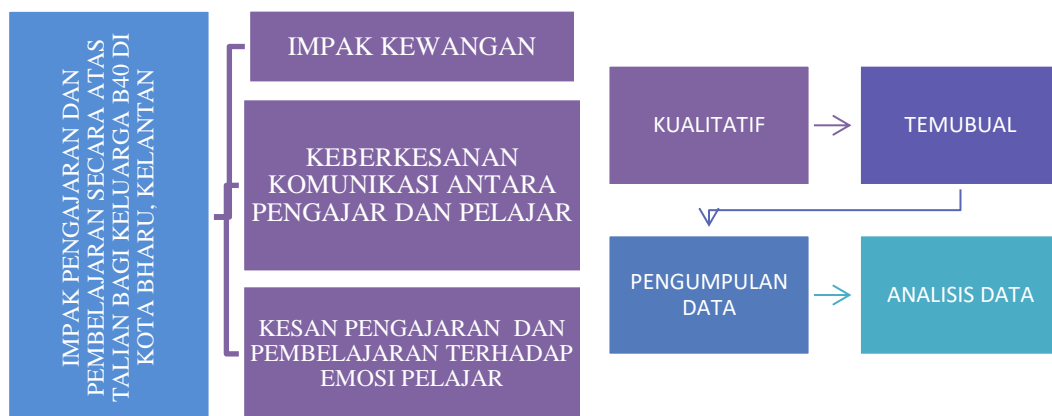 IMPAK PENGAJARAN DAN
PEMBELAJARAN SECARA ATAS
TALIAN BAGI KELUARGA B40 DI
KOTA BHARU, KELANTAN
IMPAK KEWANGAN
KEBERKESANAN
KOMUNIKASI ANTARA
PENGAJAR DAN PELAJAR
KESAN PENGAJARAN DAN
PEMBELAJARAN TERHADAP
EMOSI PELAJAR
KUALITATIF
TEMUBUAL
PENGUMPULAN
DATA
ANALISIS DATA